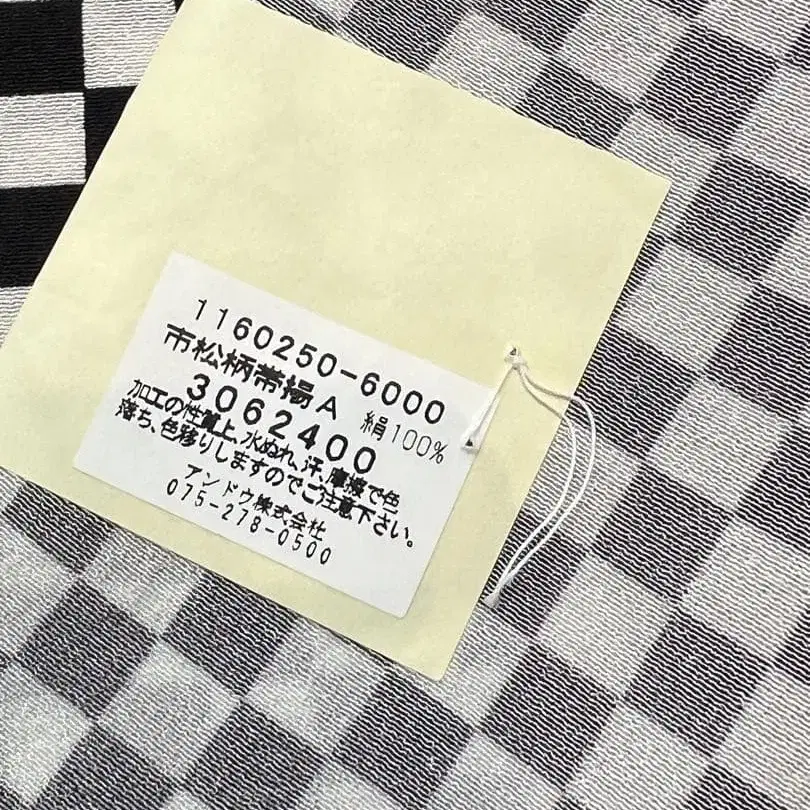 1160250-6000
市松柄帯揚A 絹100%
3062400
加工の性質上、水ぬれ、汗、摩擦で色
落ち、色移りしますのでご注意下さい。
アンドウ株式会社
075-278-0500